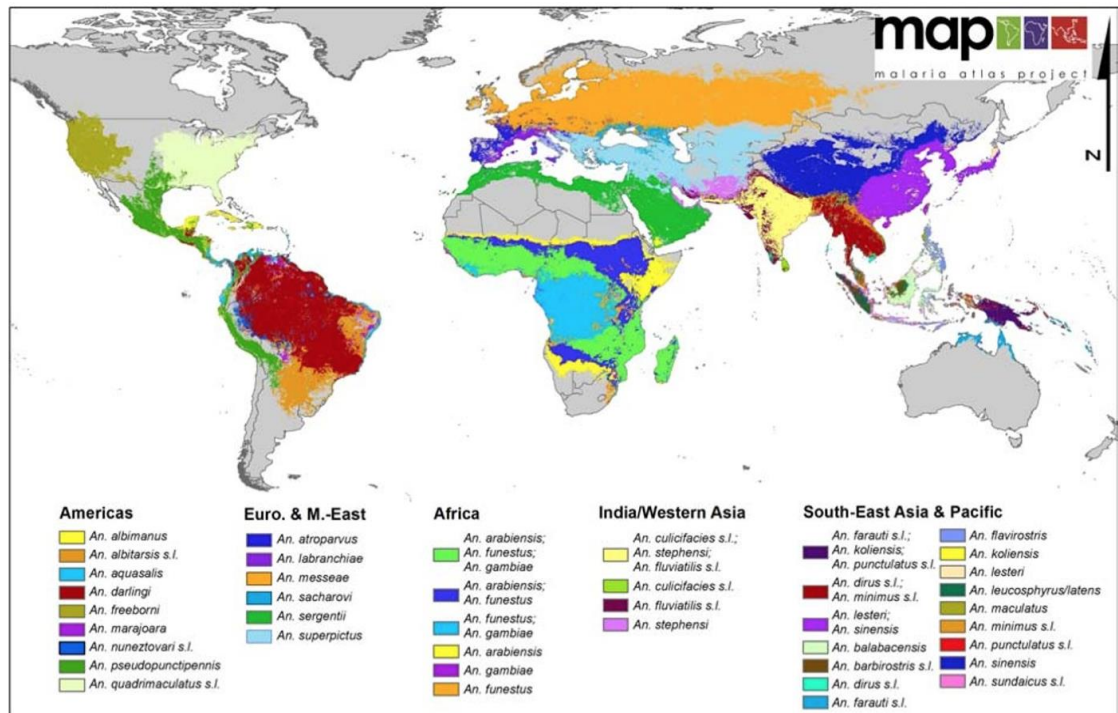 map
malaria atlas project
N
Americas
An. albimanus
An. albitarsis s.l.
An. aquasalis
An. darlingi
An. freeborni
An. marajoara
An. nuneztovari s.l.
An. pseudopunctipennis
An. quadrimaculatus s.l.
Euro. & M.-East
An. atroparvus
An. labranchiae
An. messeae
An. sacharovi
An. sergentii
An. superpictus
Africa
An. arabiensis;
An. funestus;
An. gambiae
An. arabiensis;
An. funestus
An. funestus;
An. gambiae
An. arabiensis
An. gambiae
An. funestus
India/Western Asia
An. culicifacies s.l.;
An. stephensi;
An. fluviatilis s.l.
An. culicifacies s.l.
An. fluviatilis s.l.
An. stephensi
South-East Asia & Pacific
An. farauti s.l.;
An. koliensis;
An. punctulatus s.l.
An. dirus s.l.;
An. minimus s.l.
An. lesteri;
An. sinensis
An. balabacensis
An. barbirostris s.l.
An. dirus s.l.
An. farauti s.l.
An. flavirostris
An. koliensis
An. lesteri
An. leucosphyrus/latens
An. maculatus
An. minimus s.l.
An. punctulatus s.l.
An. sinensis
An. sundaicus s.l.